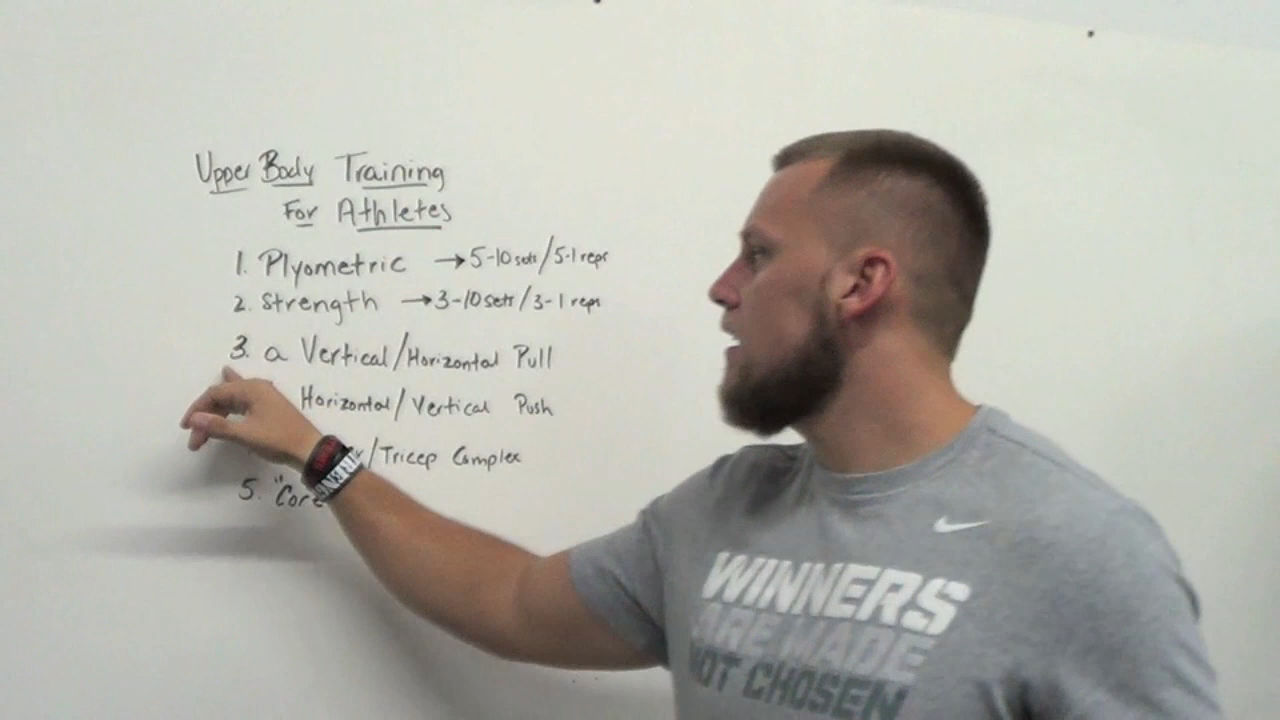 Upper Body Training
For Athletes
1. Plyometric → 5-10 sets/5-1 reps
2. Strength → 3-10 sets/3-1 reps
3. a Vertical/Horizontal Pull
Horizontal/Vertical Push
/Tricep Complex
5. "Core
WINNERS
ARE MADE
NOT CHOSEN